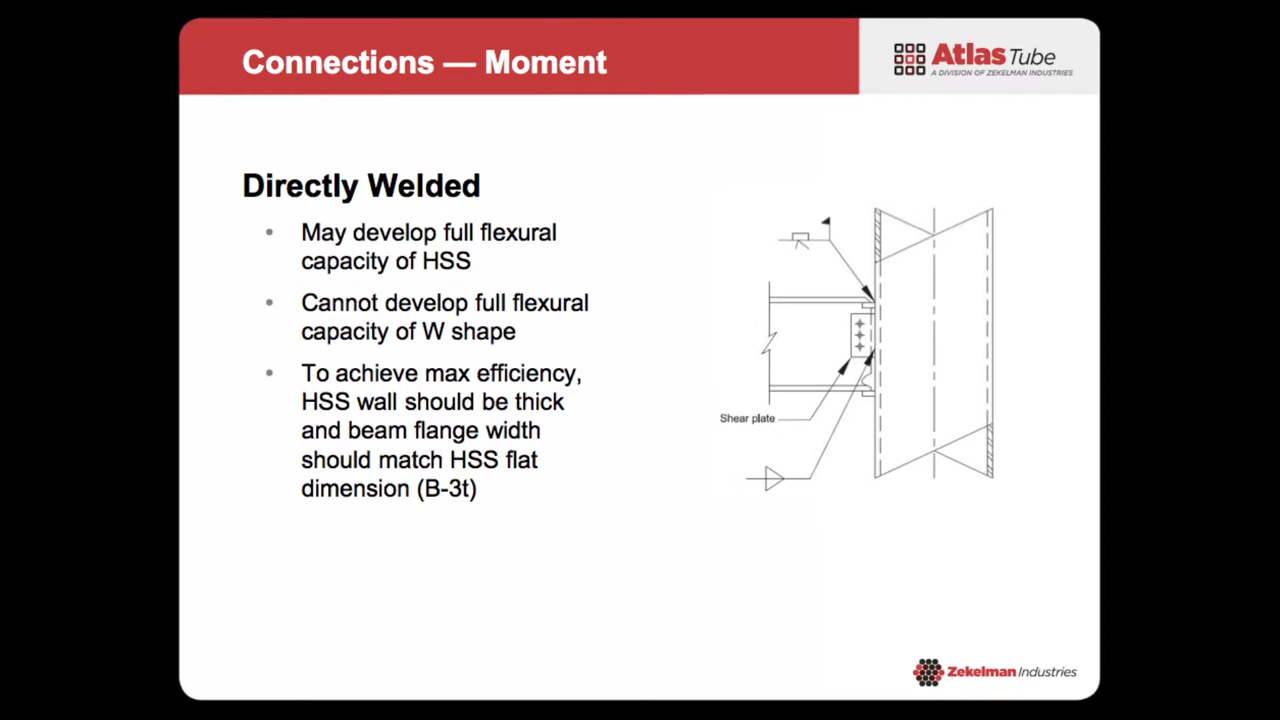 Connections — Moment
Atlas Tube
A DIVISION OF ZEKELMAN INDUSTRIES
Directly Welded
• May develop full flexural
capacity of HSS
• Cannot develop full flexural
capacity of W shape
• To achieve max efficiency,
HSS wall should be thick
and beam flange width
should match HSS flat
dimension (B-3t)
Shear plate
Zekelman Industries